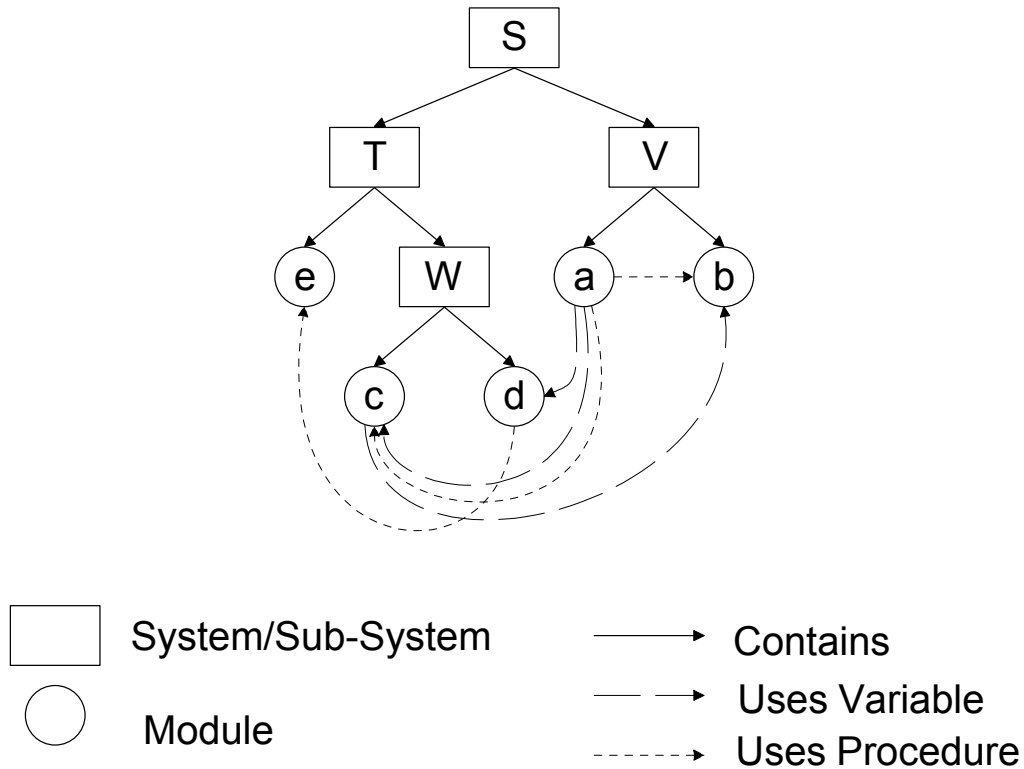 S
T
V
e
W
a
b
c
d
System/Sub-System
Contains
Uses Variable
Module
Uses Procedure